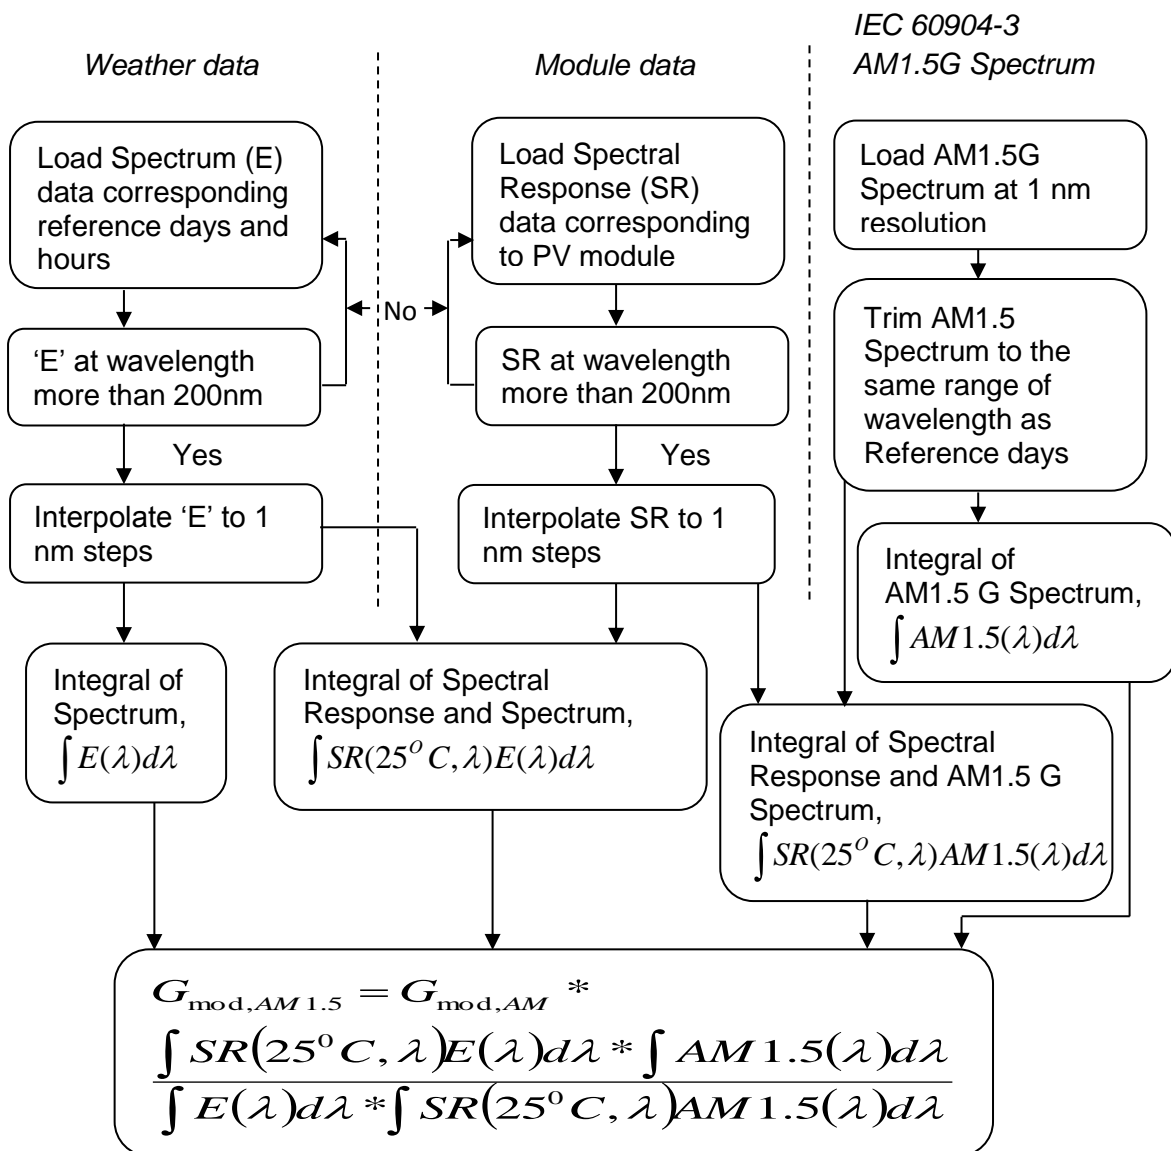 Weather data
Module data
IEC 60904-3
AM1.5G Spectrum
Load Spectrum (E)
data corresponding
reference days and
hours
‘E’ at wavelength
more than 200nm
Yes
Interpolate ‘E’ to 1
nm steps
Integral of
Spectrum,
∫ E(λ)dλ
No
Load Spectral
Response (SR)
data corresponding
to PV module
SR at wavelength
more than 200nm
Yes
Interpolate SR to 1
nm steps
Integral of Spectral
Response and Spectrum,
∫ SR(25° C, λ)E(λ)dλ
Load AM1.5G
Spectrum at 1 nm
resolution
Trim AM1.5
Spectrum to the
same range of
wavelength as
Reference days
Integral of
AM1.5 G Spectrum,
∫ AM1.5(λ)dλ
Integral of Spectral
Response and AM1.5 G
Spectrum,
∫ SR(25° C, λ)AM1.5(λ)dλ
G mod,AM1.5 = G mod,AM *
∫ SR(25° C, λ)E(λ)dλ * ∫ AM1.5(λ)dλ
∫ E(λ)dλ * ∫ SR(25° C, λ)AM1.5(λ)dλ